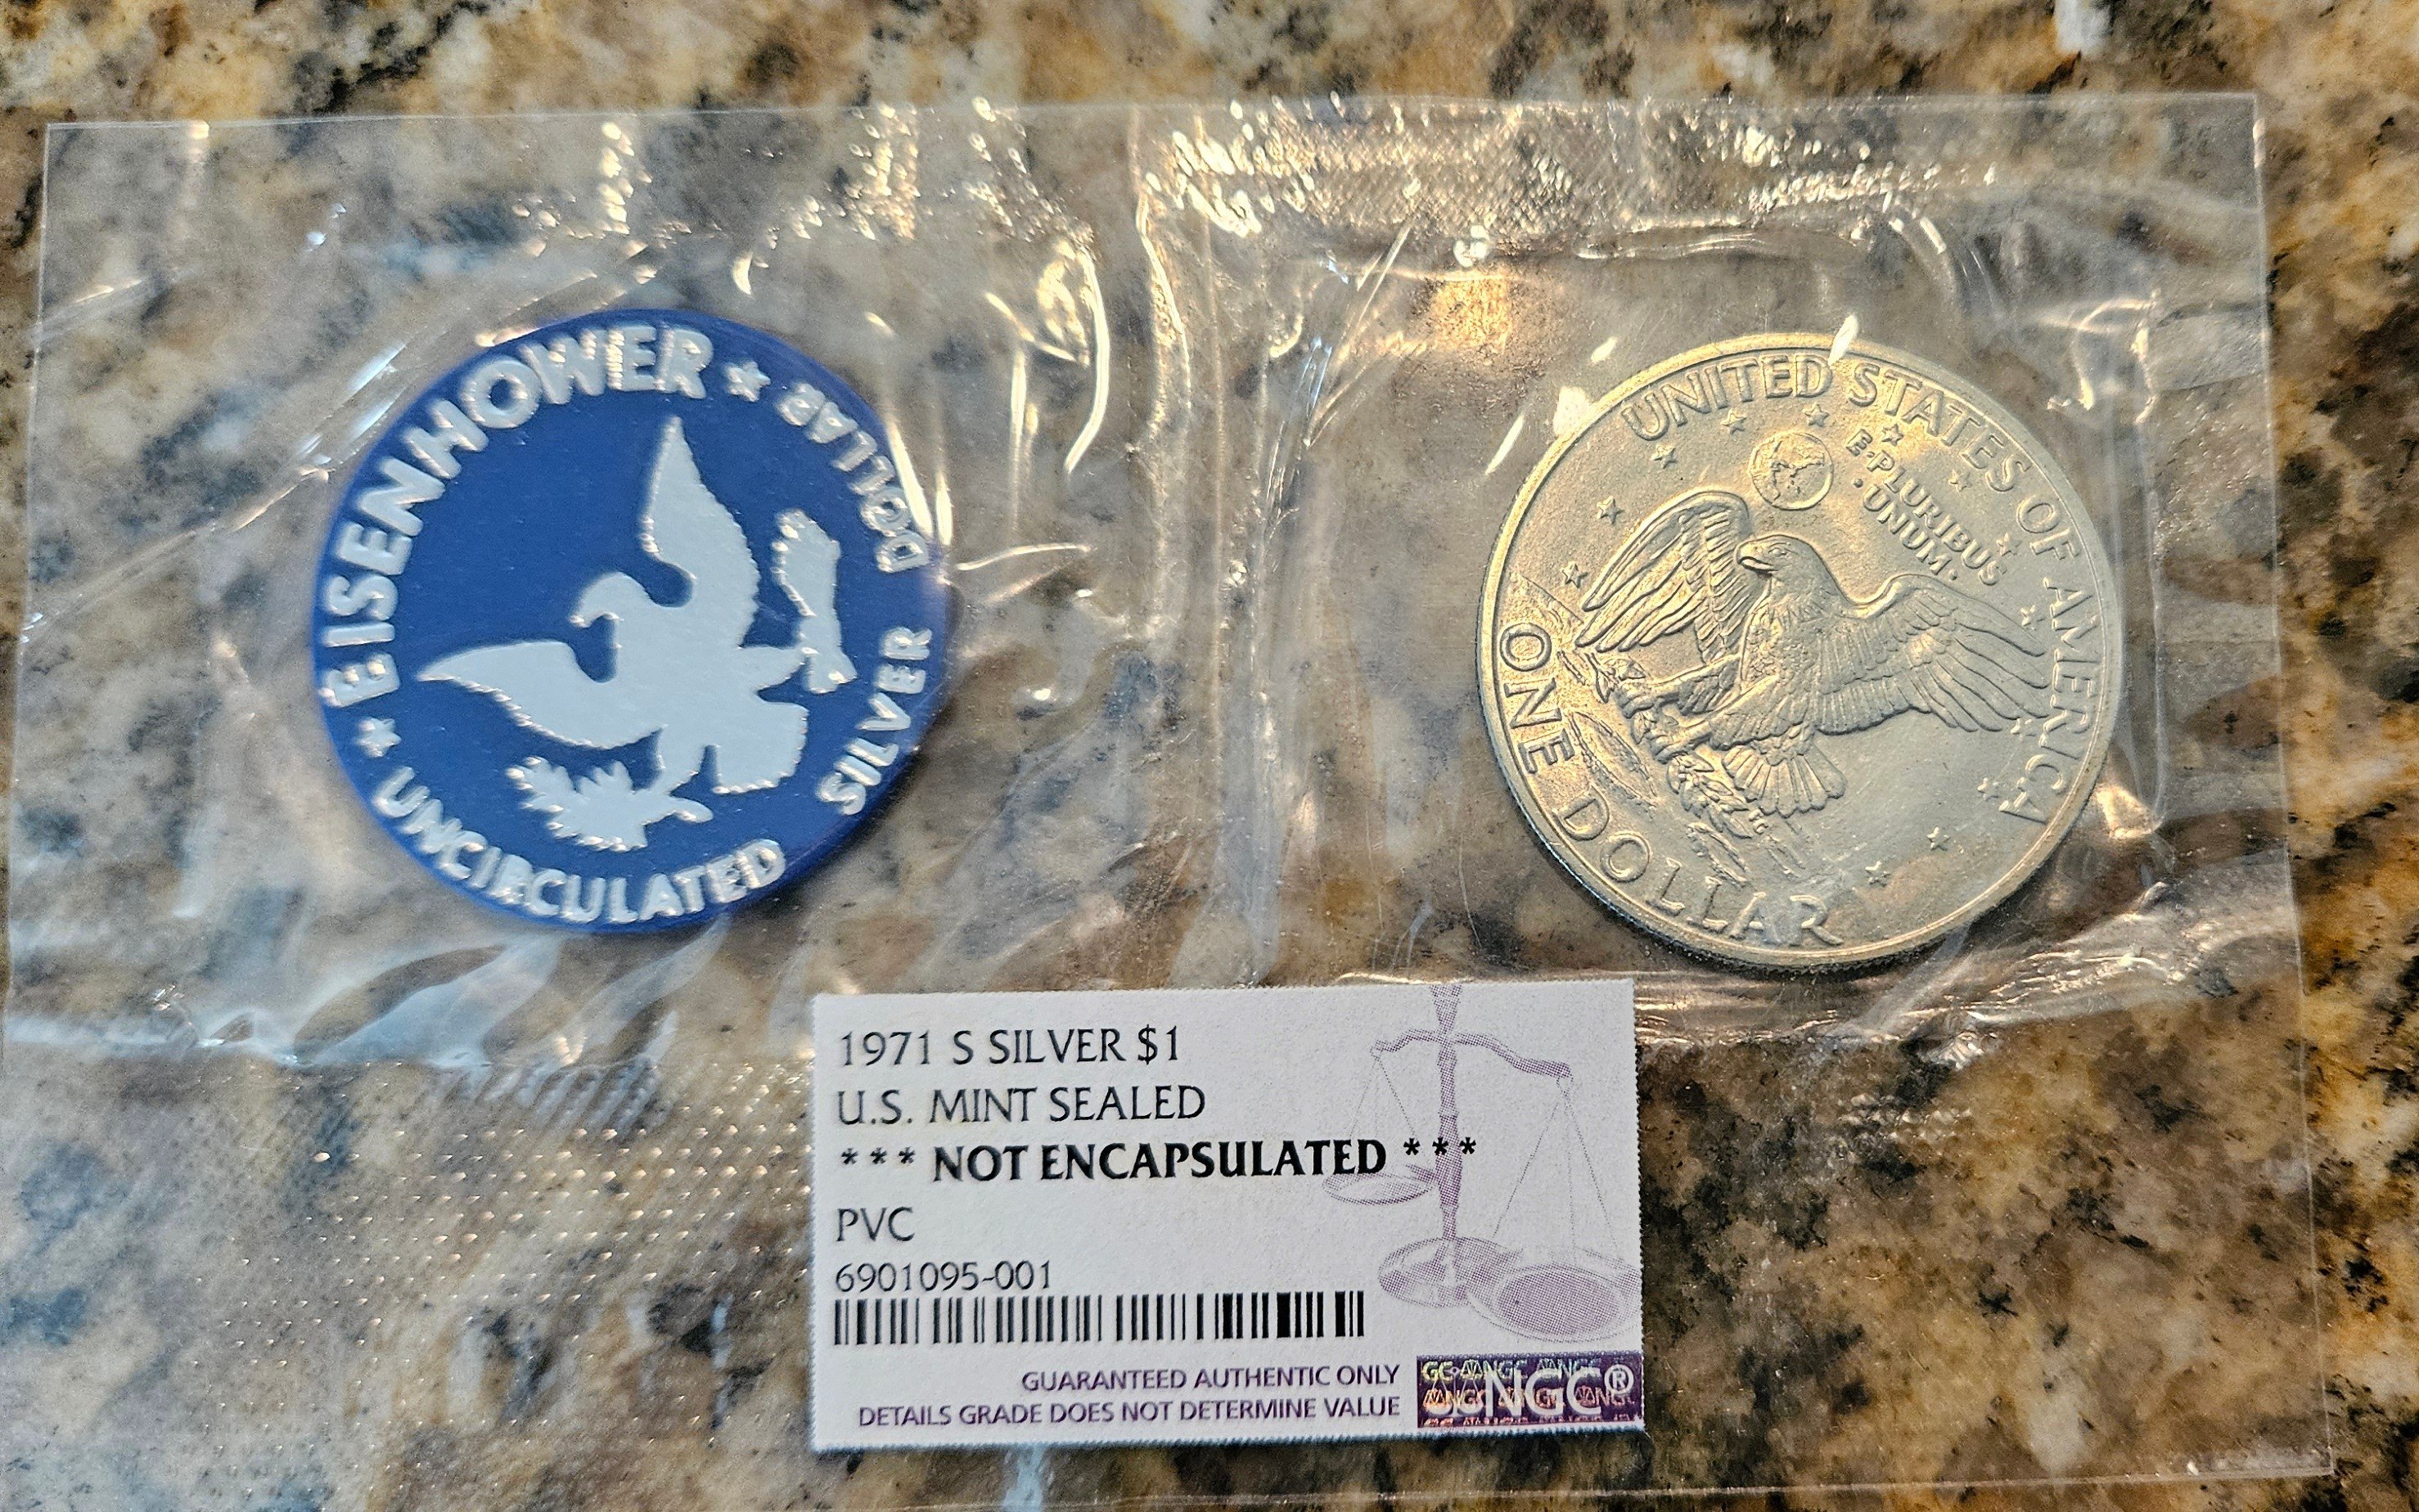 EISENHOWER ★ DOLLAR
★ UNCIRCULATED SILVER
UNITED STATES OF AMERICA
E·PLURIBUS
·UNUM·
ONE DOLLAR
1971 S SILVER $1
U.S. MINT SEALED
*** NOT ENCAPSULATED ***
PVC
6901095-001
GUARANTEED AUTHENTIC ONLY
DETAILS GRADE DOES NOT DETERMINE VALUE
NGC®